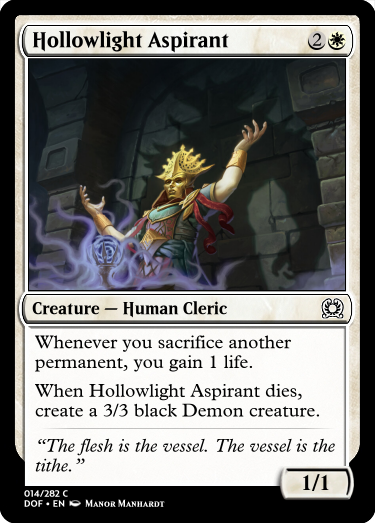 Hollowlight Aspirant 2
Creature — Human Cleric
Whenever you sacrifice another
permanent, you gain 1 life.
When Hollowlight Aspirant dies,
create a 3/3 black Demon creature.
“The flesh is the vessel. The vessel is the
tithe.”
1/1
014/282 C
DOF • EN Manor Manhardt